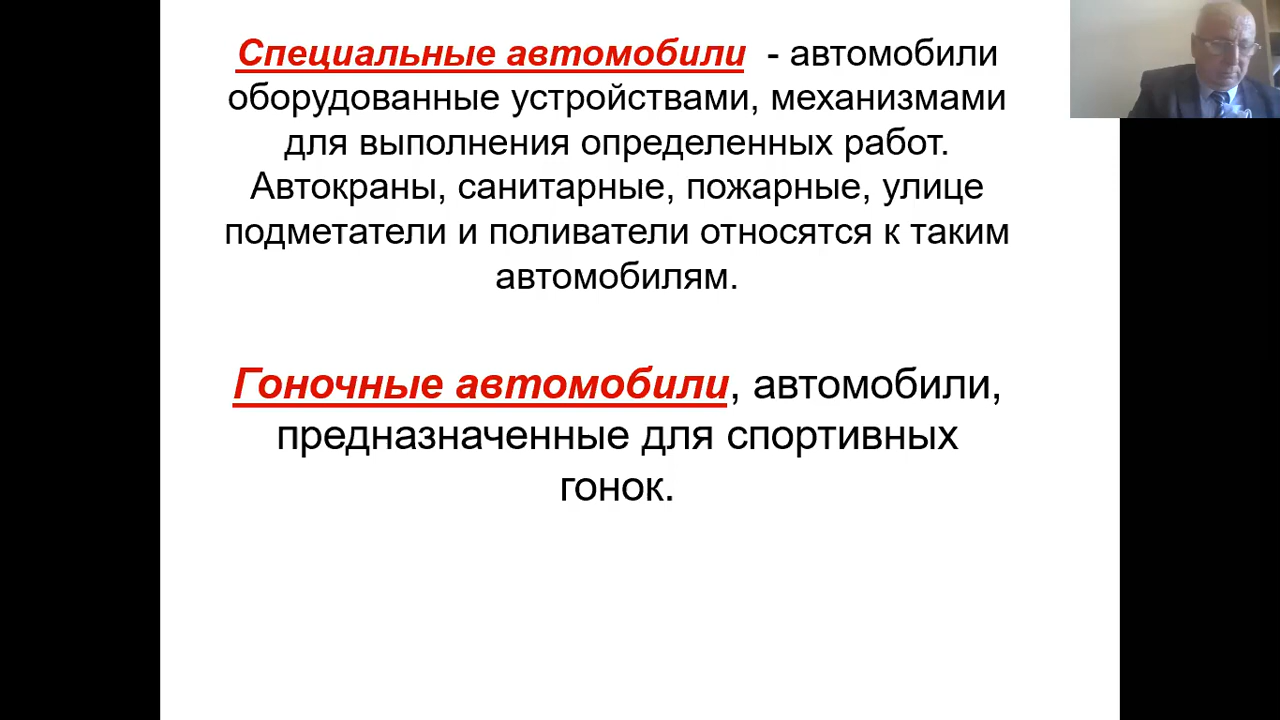 Специальные автомобили - автомобили
оборудованные устройствами, механизмами
для выполнения определенных работ.
Автокраны, санитарные, пожарные, улице
подметатели и поливатели относятся к таким
автомобилям.
Гоночные автомобили, автомобили,
предназначенные для спортивных
гонок.